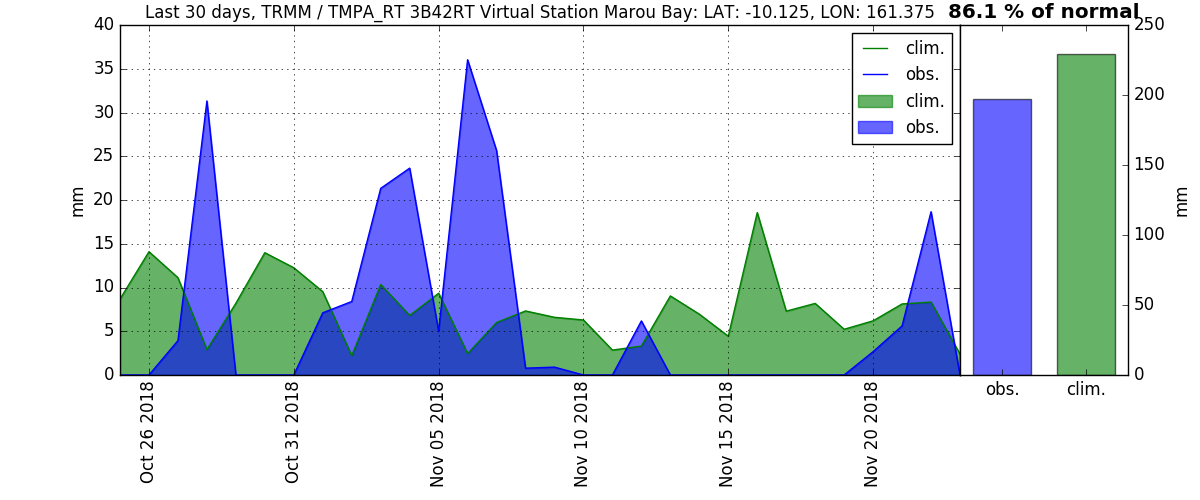 Last 30 days, TRMM / TMPA_RT 3B42RT Virtual Station Marou Bay: LAT: -10.125, LON: 161.375
86.1 % of normal
mm
40
35
30
25
20
15
10
5
0
clim.
obs.
clim.
obs.
Oct 26 2018
Oct 31 2018
Nov 05 2018
Nov 10 2018
Nov 15 2018
Nov 20 2018
250
200
150
100
50
0
mm
obs.
clim.